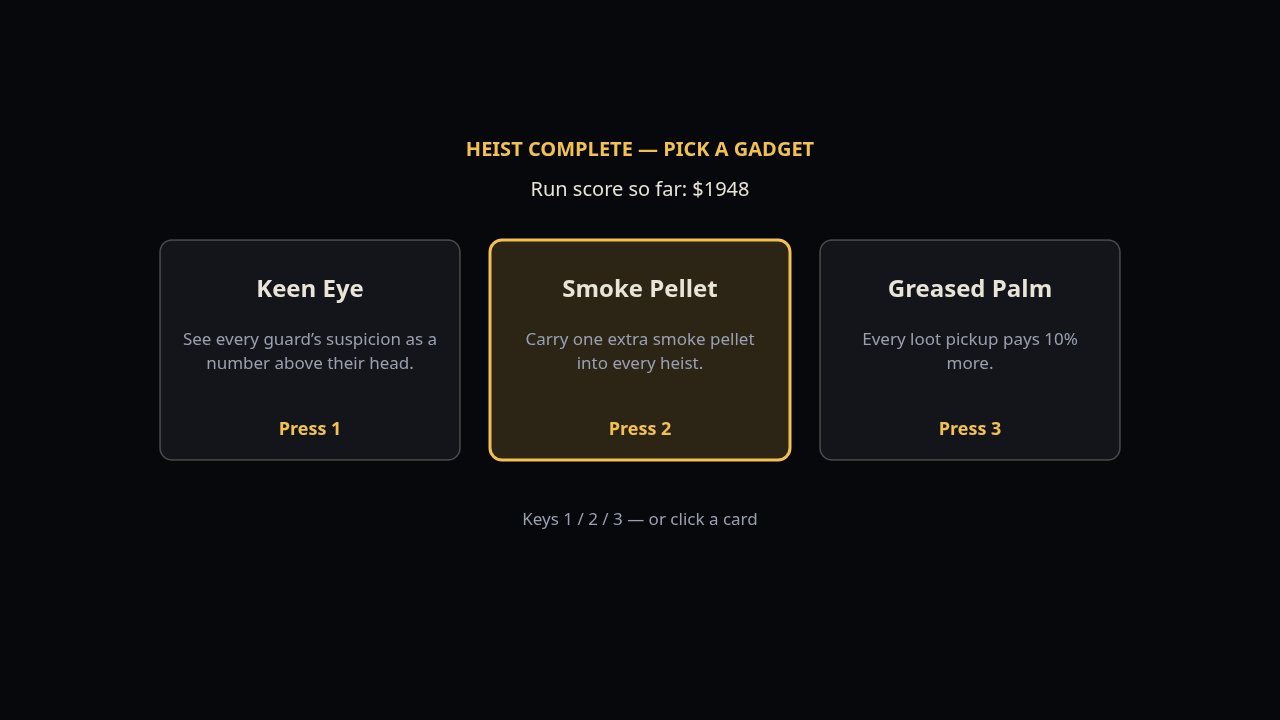 HEIST COMPLETE — PICK A GADGET
Run score so far: $1948
Keen Eye
See every guard’s suspicion as a
number above their head.
Press 1
Smoke Pellet
Carry one extra smoke pellet
into every heist.
Press 2
Greased Palm
Every loot pickup pays 10%
more.
Press 3
Keys 1 / 2 / 3 — or click a card